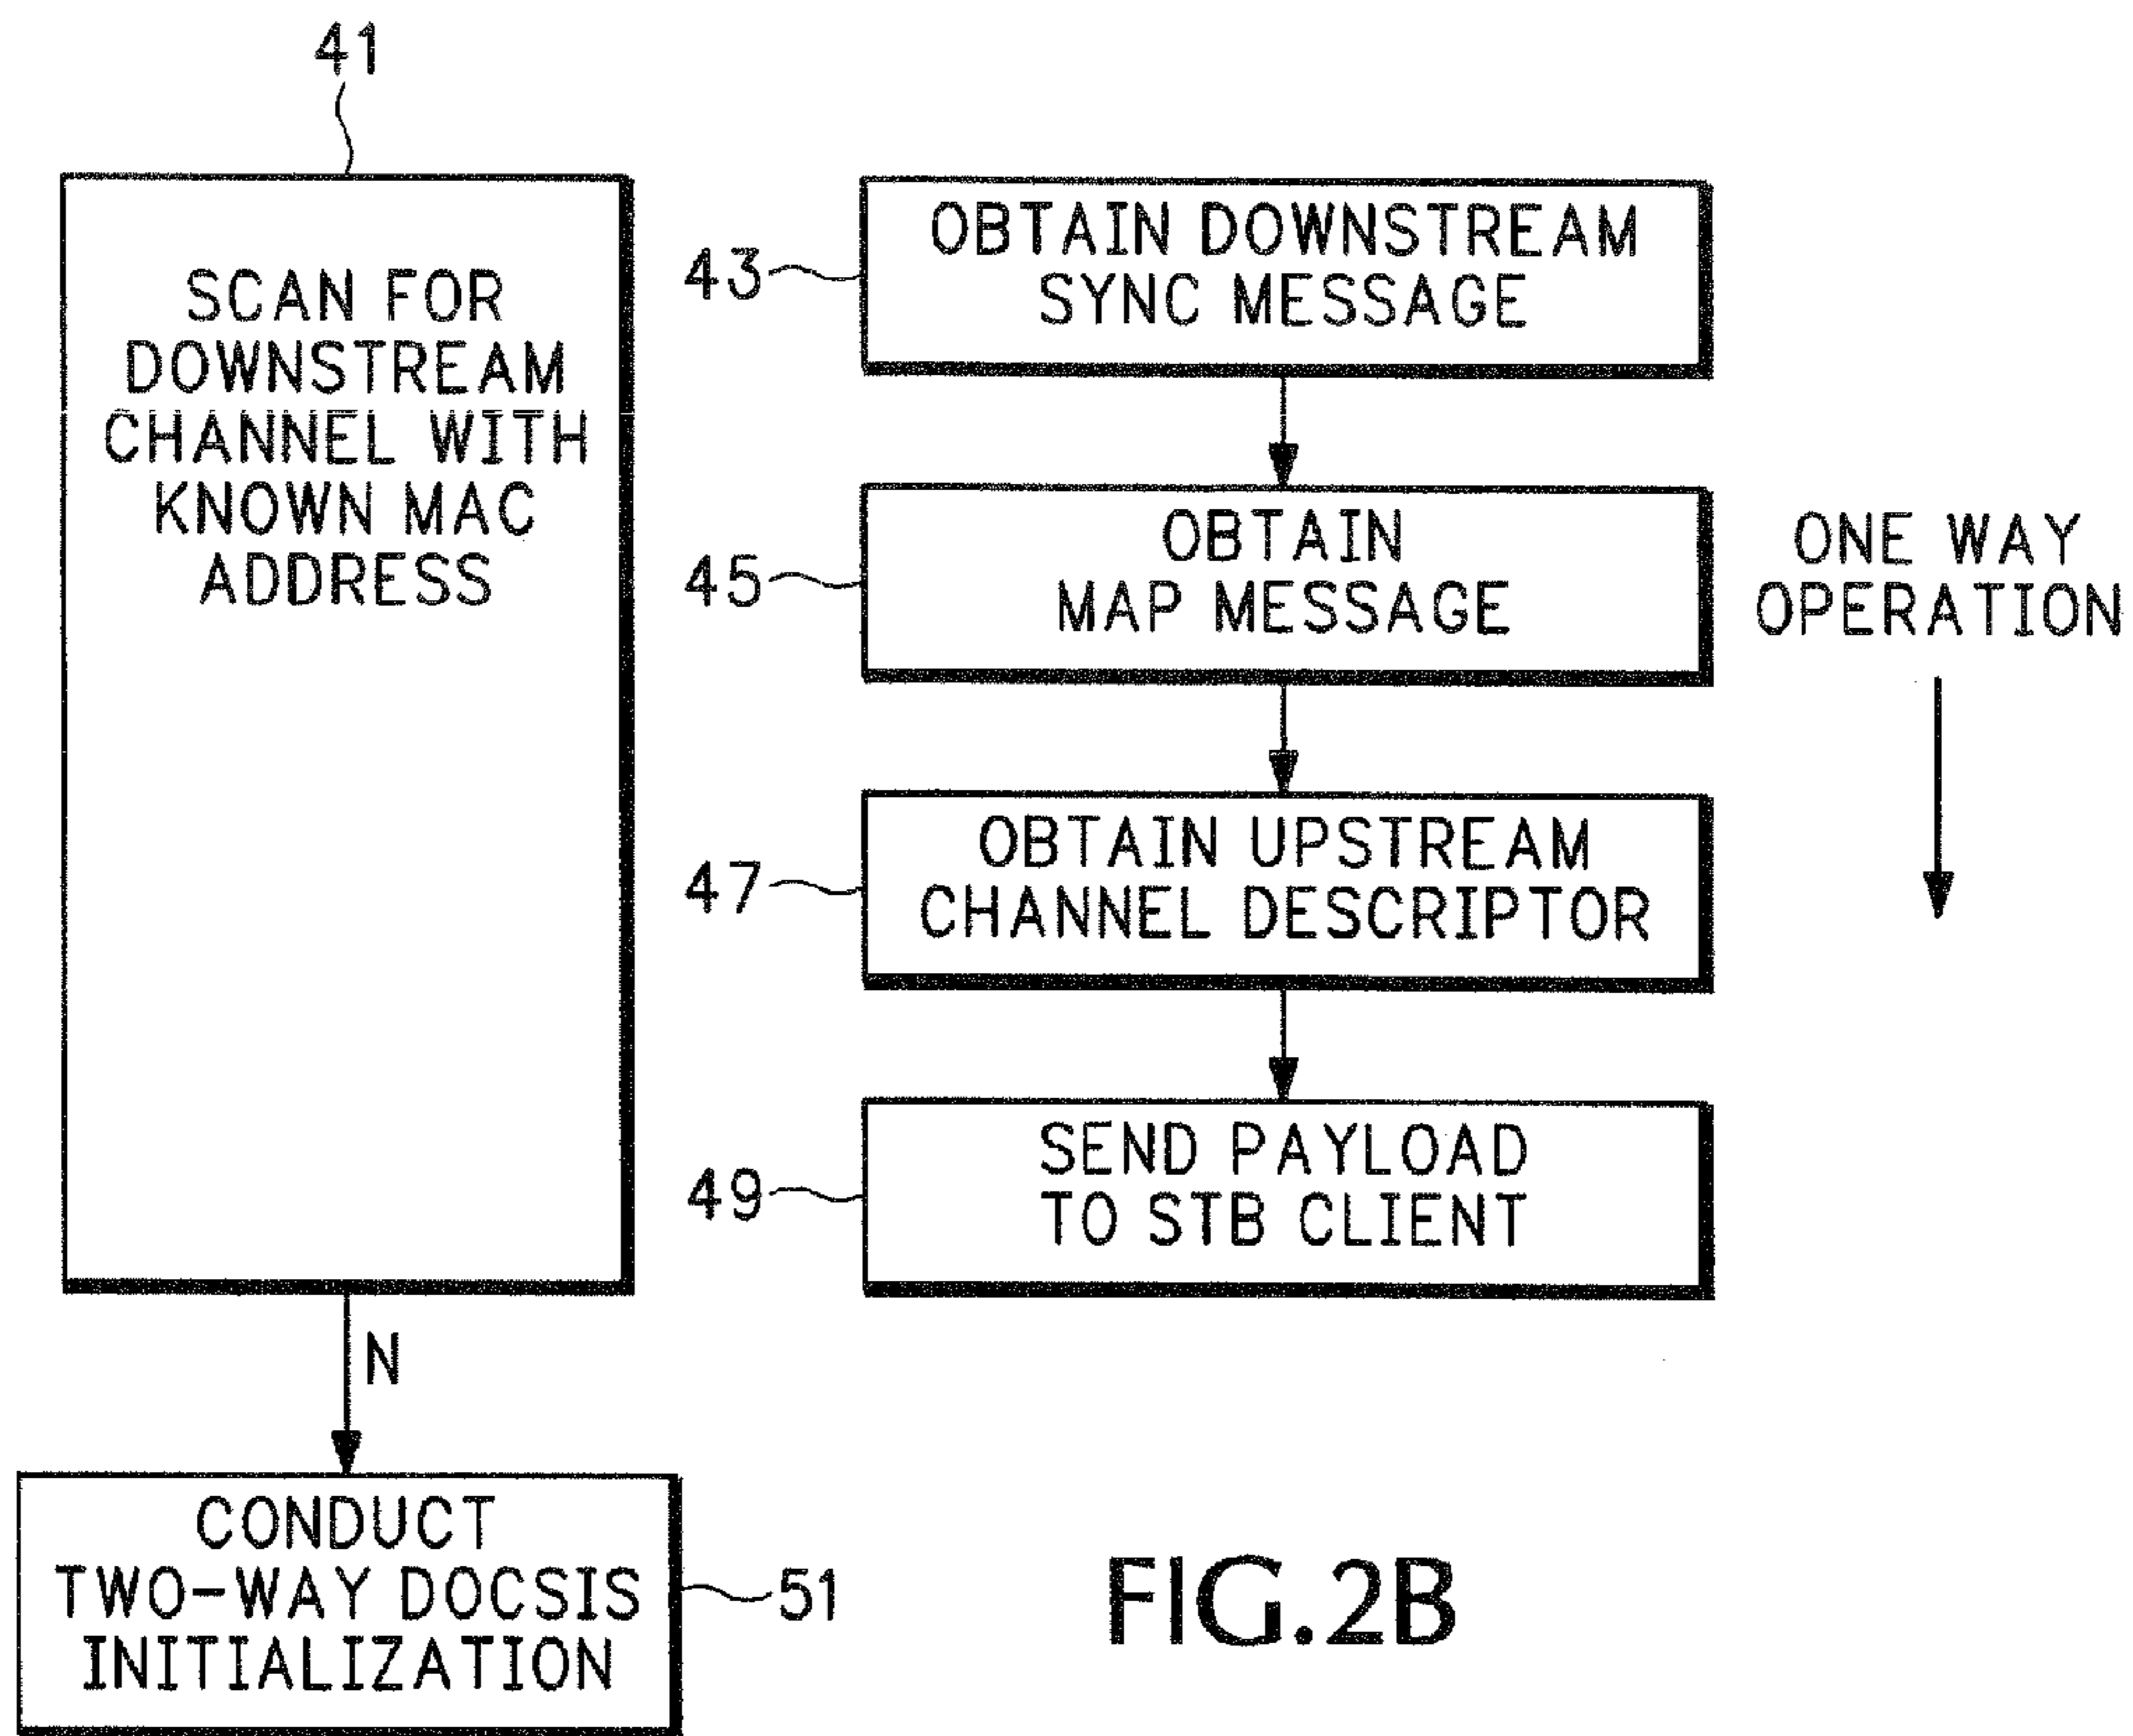 41
SCAN FOR
DOWNSTREAM
CHANNEL WITH
KNOWN MAC
ADDRESS
43
OBTAIN DOWNSTREAM
SYNC MESSAGE
45
OBTAIN
MAP MESSAGE
ONE WAY
OPERATION
47
OBTAIN UPSTREAM
CHANNEL DESCRIPTOR
49
SEND PAYLOAD
TO STB CLIENT
N
CONDUCT
TWO-WAY DOCSIS
INITIALIZATION
51
FIG.2B